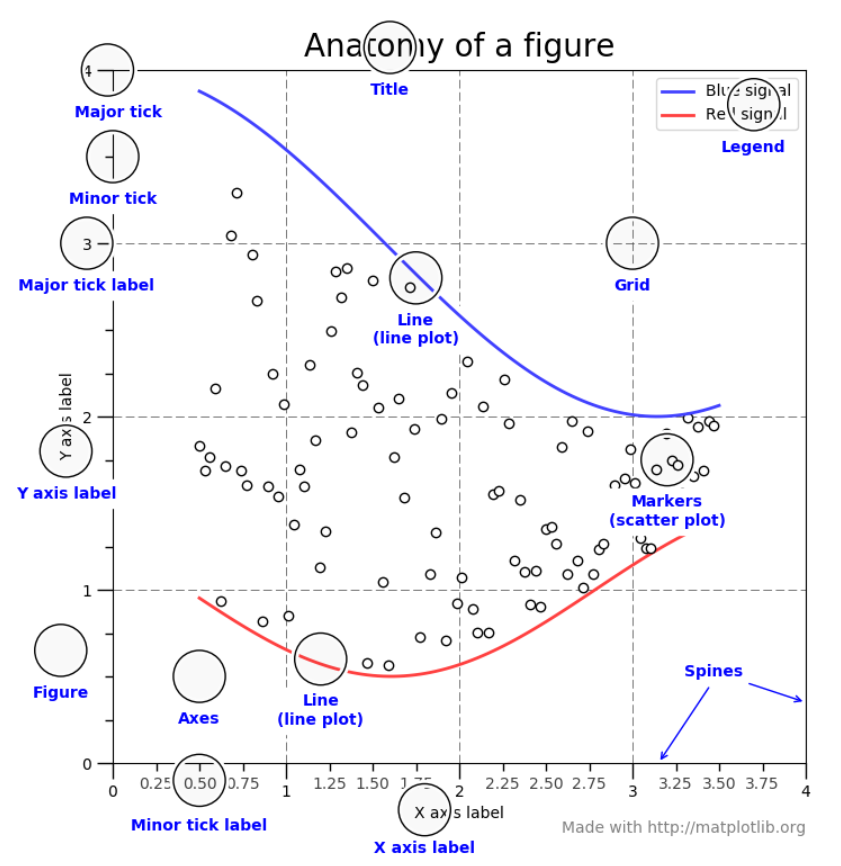 Anatomy of a figure
Title
4
Major tick
Blue signal
Red signal
Legend
Minor tick
3
Major tick label
Grid
Line
(line plot)
2
Y axis label
Y axis label
Markers
(scatter plot)
1
Figure
Axes
Line
(line plot)
Spines
0
0 0.25 0.50 0.75 1 1.25 1.50 1.75 2 2.25 2.50 2.75 3 3.25 3.50 3.75 4
Minor tick label
X axis label
X axis label
Made with http://matplotlib.org